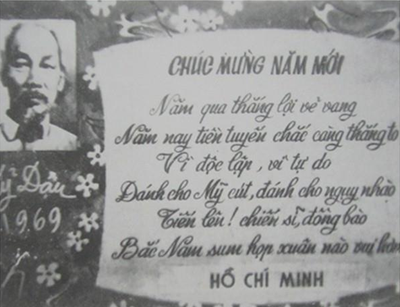 CHÚC MỪNG NĂM MỚI
Năm qua thắng lợi vẻ vang
Năm nay tiền tuyến chắc càng thắng to
Vì độc lập, vì tự do
Đánh cho Mỹ cút, đánh cho ngụy nhào
Tiến lên! chiến sĩ, đồng bào
Bắc Nam sum họp xuân nào vui hơn
HỒ CHÍ MINH
Dậu
1969